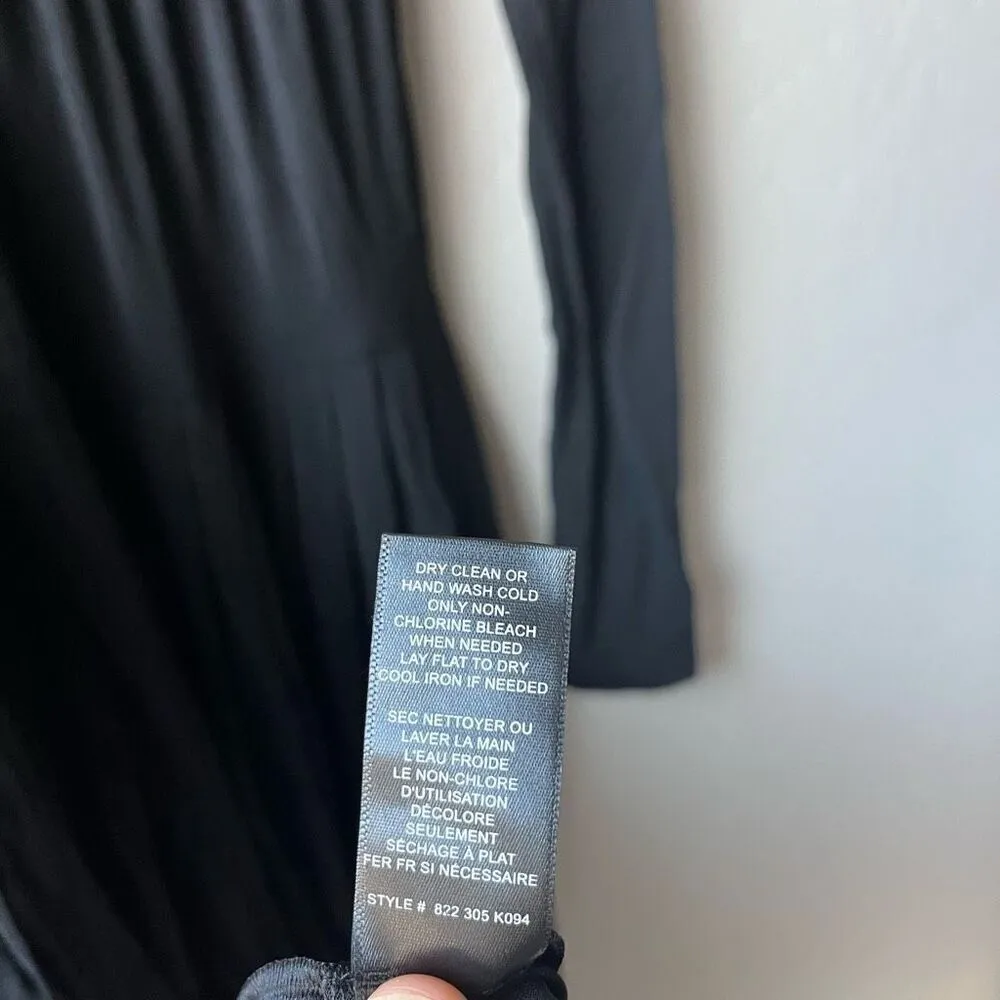 DRY CLEAN OR
HAND WASH COLD
ONLY NON-
CHLORINE BLEACH
WHEN NEEDED
LAY FLAT TO DRY
COOL IRON IF NEEDED
SEC NETTOYER OU
LAVER LA MAIN
L'EAU FROIDE
LE NON-CHLORE
D'UTILISATION
DÉCOLORE
SEULEMENT
SÉCHAGE À PLAT
FER FR SI NÉCESSAIRE
STYLE # 822 305 K094